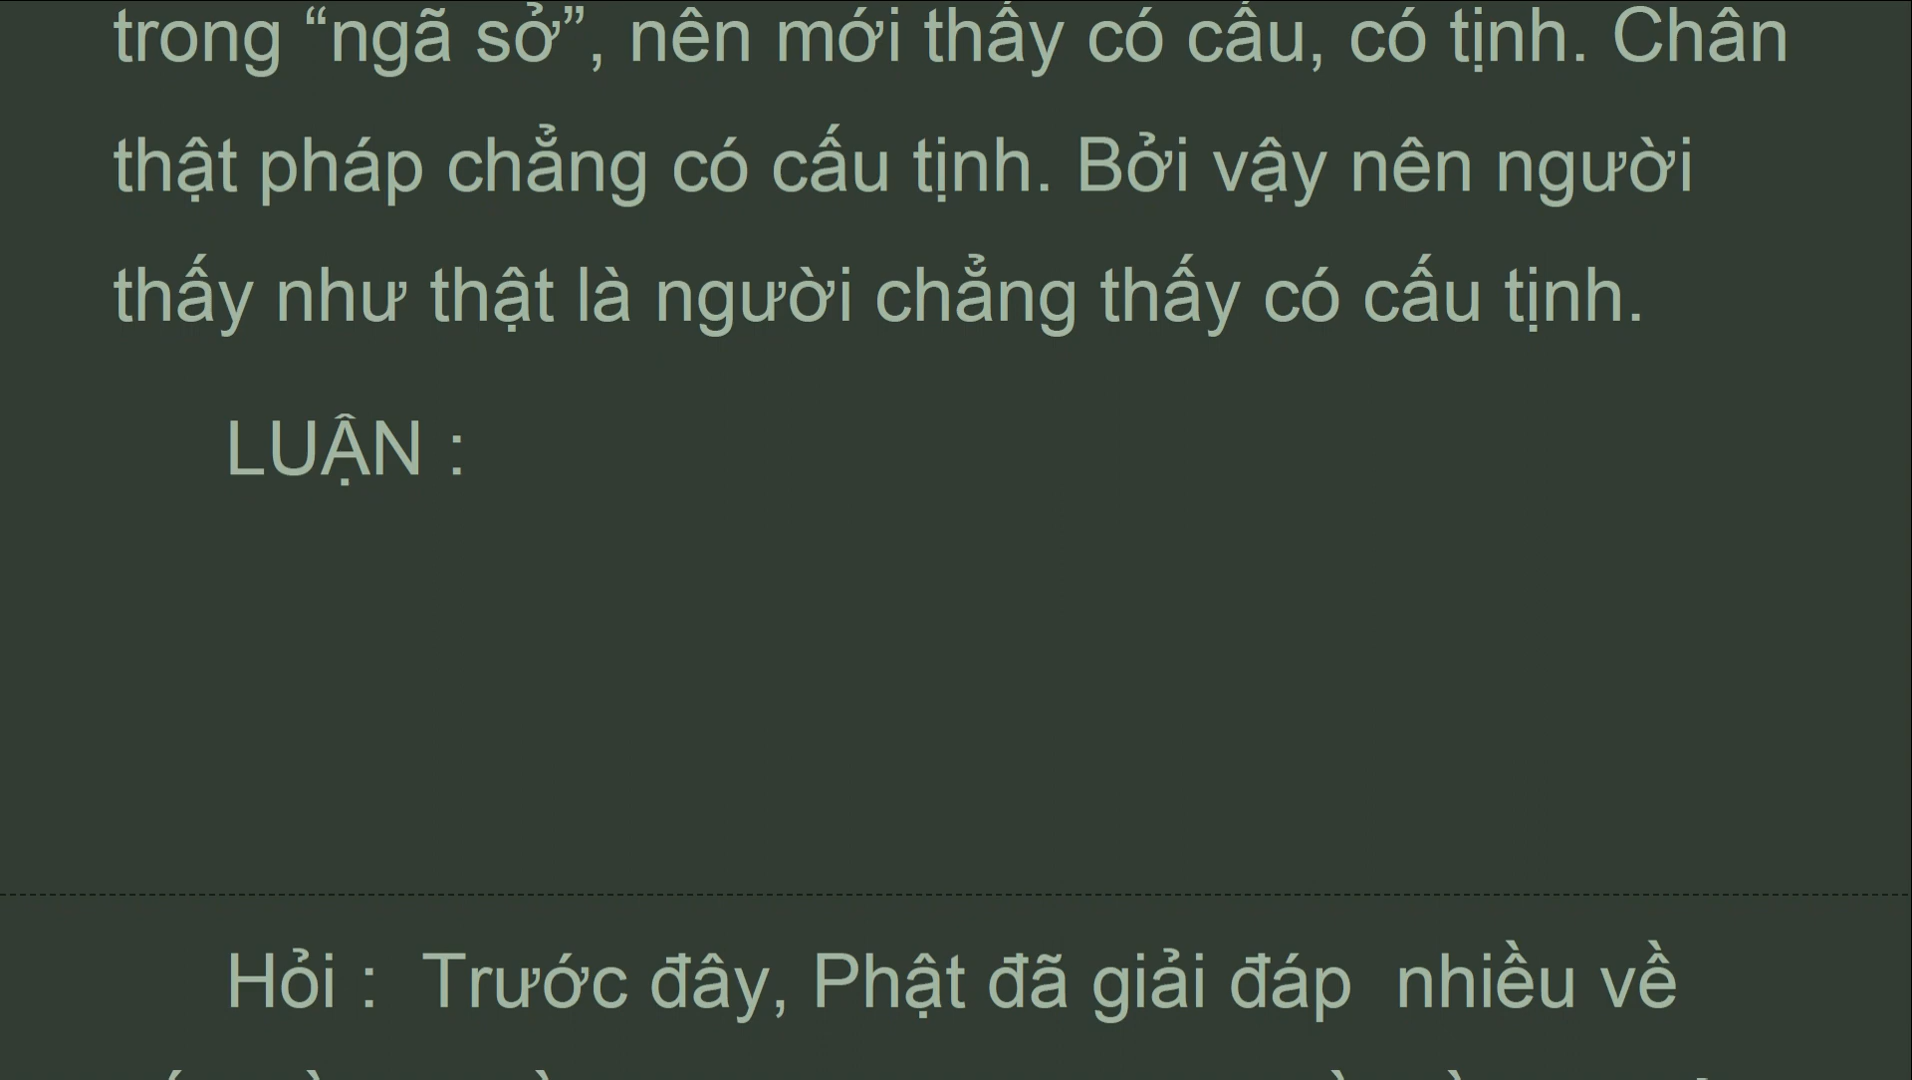 trong “ngã sở”, nên mới thấy có cấu, có tịnh. Chân
thật pháp chẳng có cấu tịnh. Bởi vậy nên người
thấy như thật là người chẳng thấy có cấu tịnh.
LUẬN :
Hỏi :  Trước đây, Phật đã giải đáp  nhiều về